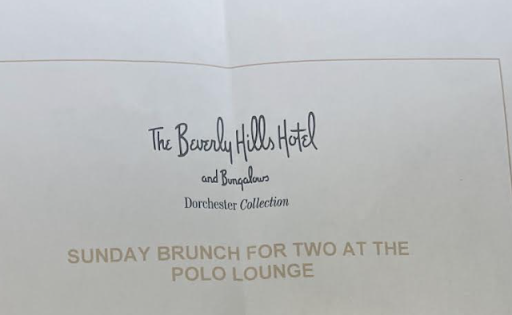 The Beverly Hills Hotel
and Bungalows
Dorchester Collection
SUNDAY BRUNCH FOR TWO AT THE
POLO LOUNGE